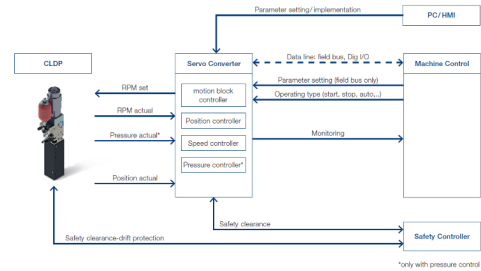 Parameter setting/implementation
PC/HMI
CLDP
Servo Converter
Data line: field bus, Dig I/O
Machine Control
RPM set
motion block
controller
Parameter setting (field bus only)
Operating type (start, stop, auto,..)
RPM actual
Position controller
Pressure actual*
Speed controller
Monitoring
Pressure controller*
Position actual
Safety clearance
Safety clearance-drift protection
Safety Controller
*only with pressure control